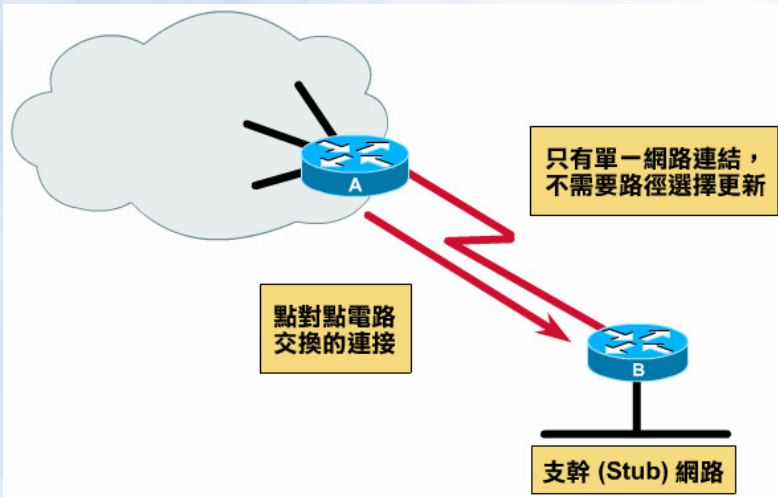 A
只有單一網路連結，
不需要路徑選擇更新
點對點電路
交換的連接
B
支幹 (Stub) 網路